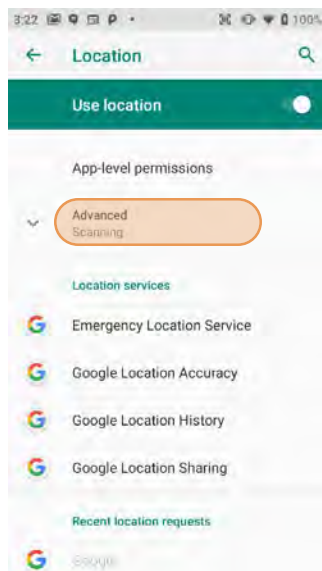 3:22 100%
Location
Use location
App-level permissions
Advanced
Scanning
Location services
Emergency Location Service
Google Location Accuracy
Google Location History
Google Location Sharing
Recent location requests
Google